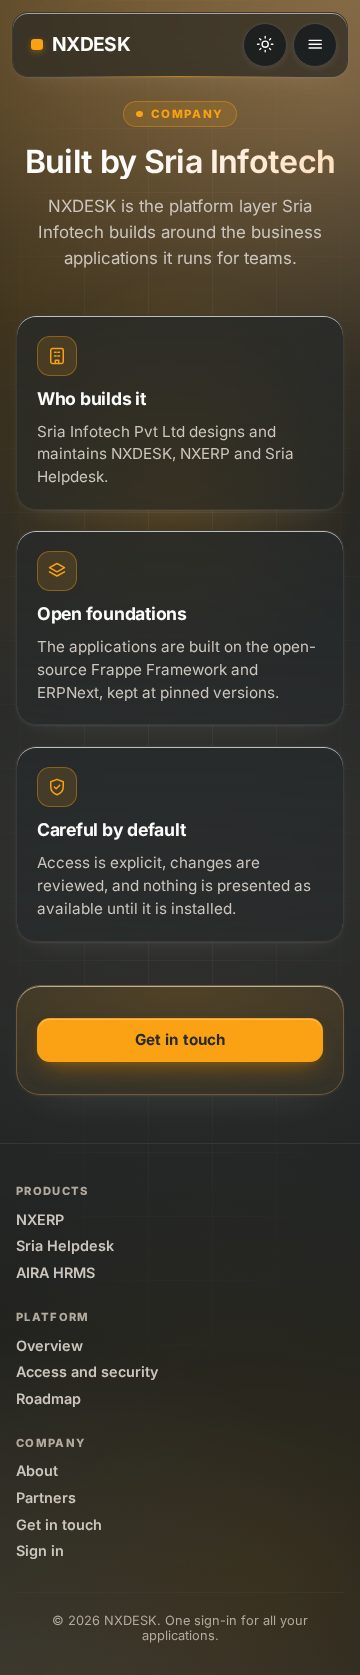 NXDESK
COMPANY
Built by Sria Infotech
NXDESK is the platform layer Sria
Infotech builds around the business
applications it runs for teams.
Who builds it
Sria Infotech Pvt Ltd designs and
maintains NXDESK, NXERP and Sria
Helpdesk.
Open foundations
The applications are built on the open-
source Frappe Framework and
ERPNext, kept at pinned versions.
Careful by default
Access is explicit, changes are
reviewed, and nothing is presented as
available until it is installed.
Get in touch
PRODUCTS
NXERP
Sria Helpdesk
AIRA HRMS
PLATFORM
Overview
Access and security
Roadmap
COMPANY
About
Partners
Get in touch
Sign in
© 2026 NXDESK. One sign-in for all your
applications.